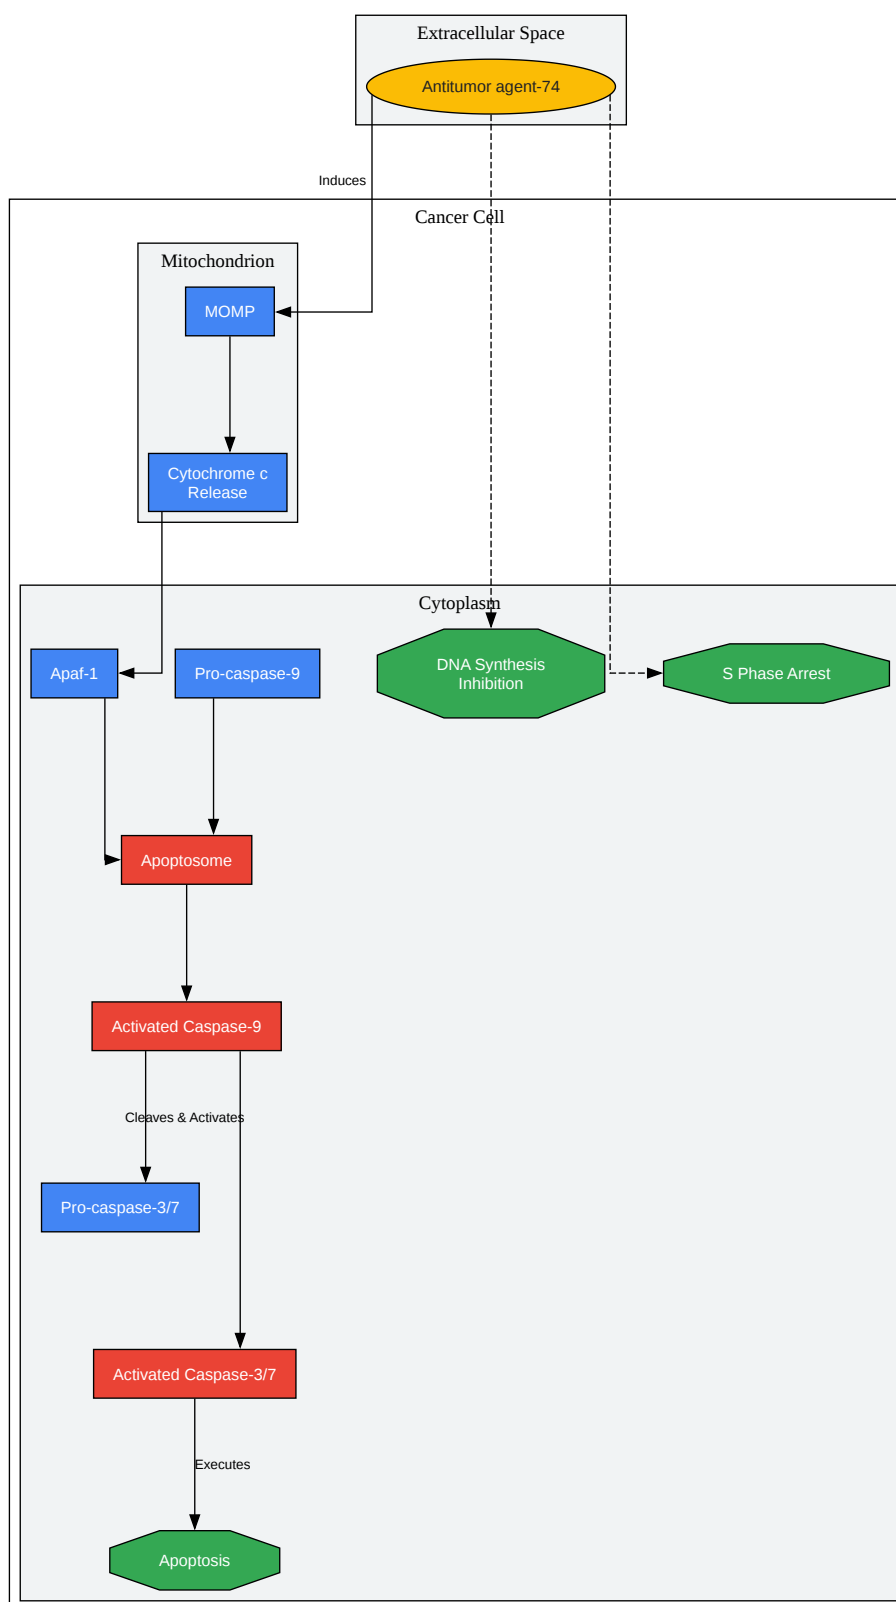 Extracellular Space
Antitumor agent-74
Induces
Cancer Cell
Mitochondrion
MOMP
Cytochrome c
Release
Cytoplasm
Apaf-1
Pro-caspase-9
DNA Synthesis
Inhibition
S Phase Arrest
Apoptosome
Activated Caspase-9
Cleaves & Activates
Pro-caspase-3/7
Activated Caspase-3/7
Executes
Apoptosis